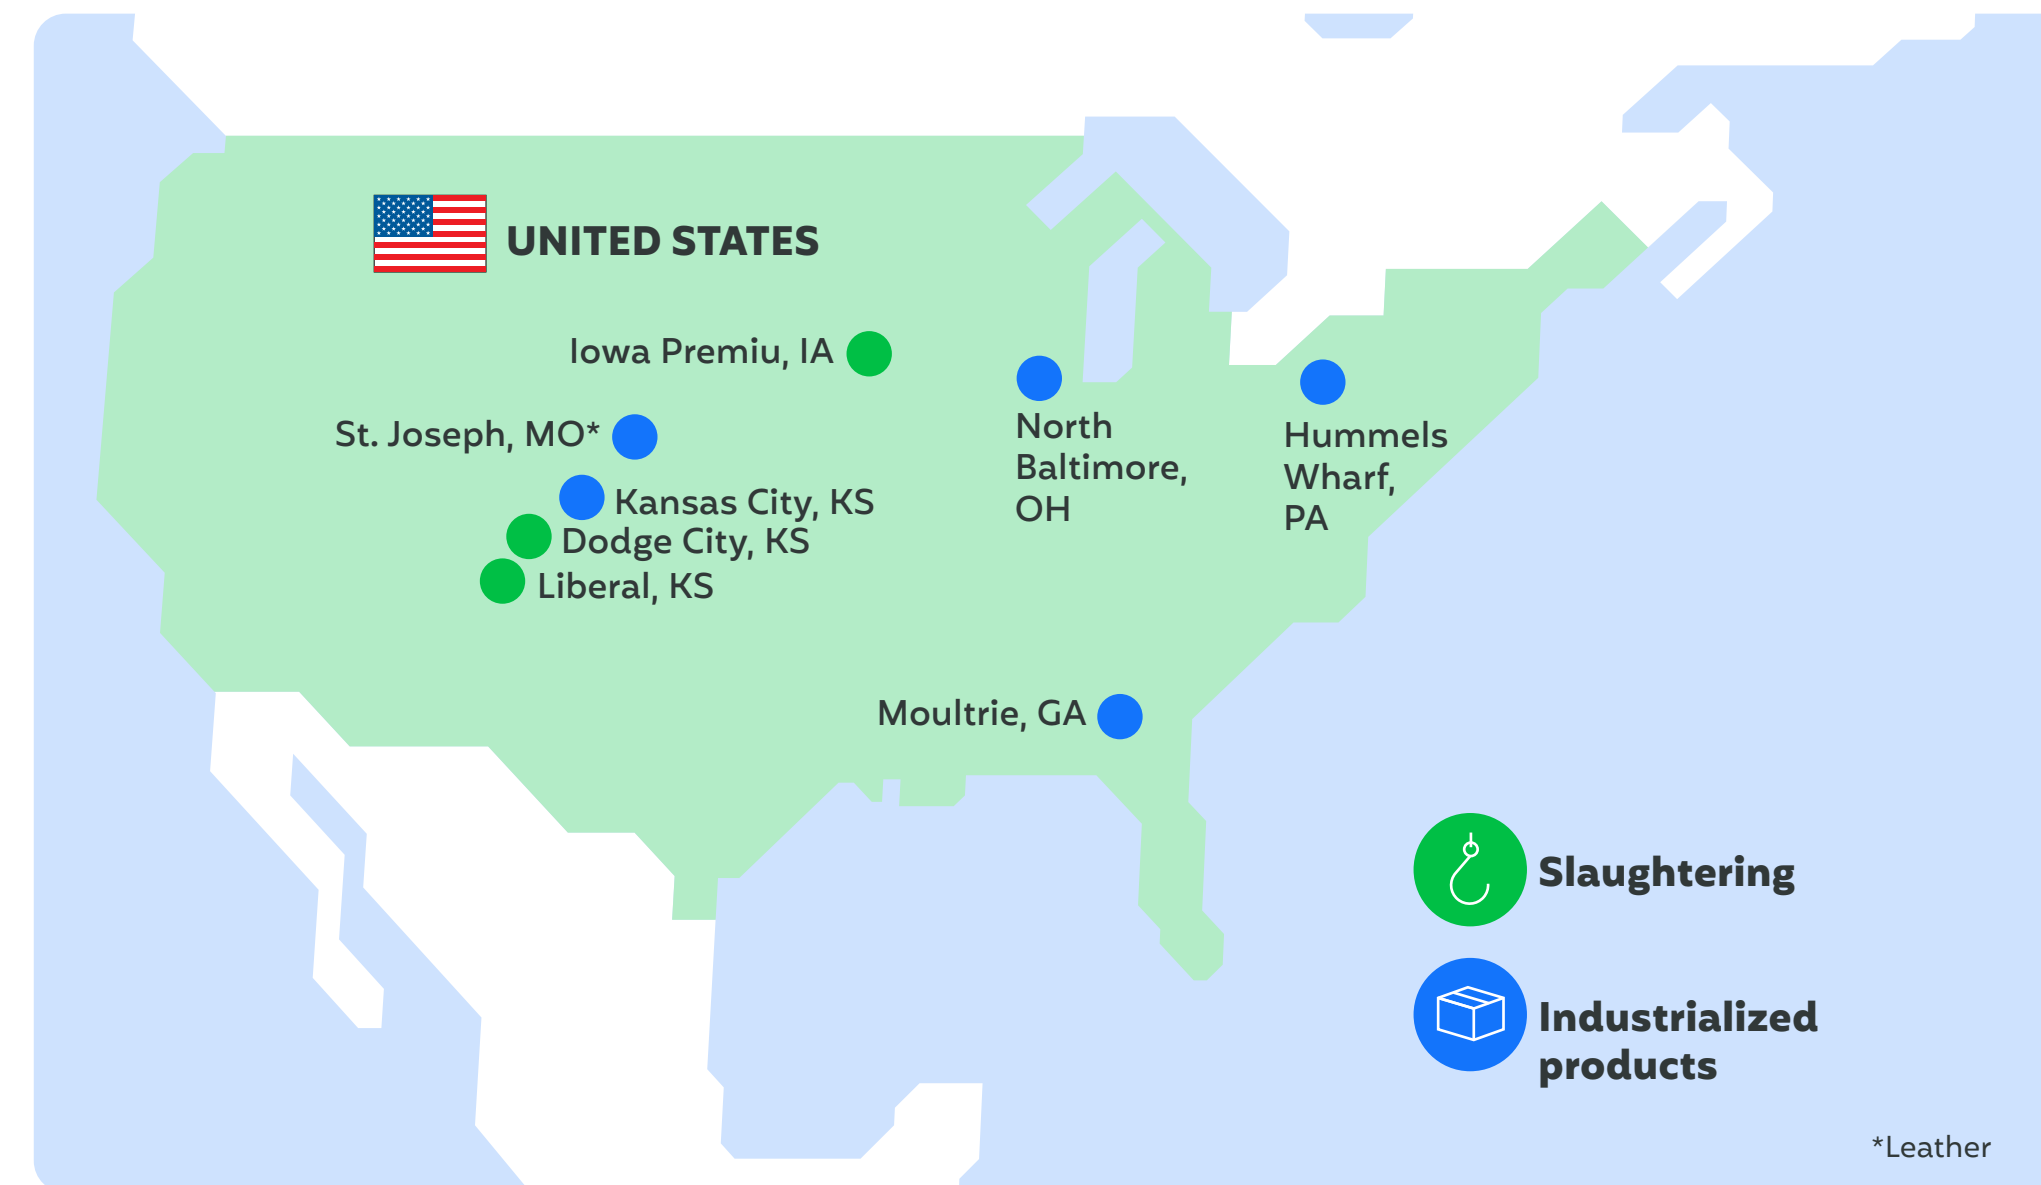 UNITED STATES
Iowa Premiu, IA
St. Joseph, MO*
Kansas City, KS
Dodge City, KS
Liberal, KS
North
Baltimore,
OH
Hummels
Wharf,
PA
Moultrie, GA
Slaughtering
Industrialized
products
*Leather